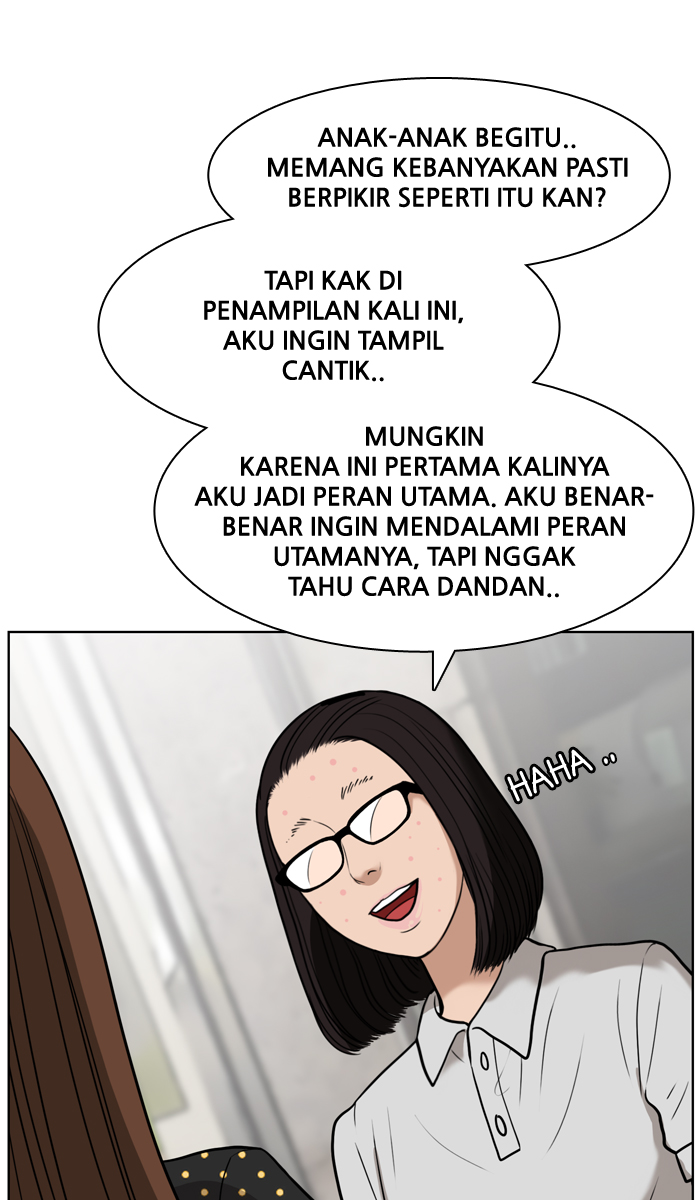 ANAK-ANAK BEGITU..
MEMANG KEBANYAKAN PASTI
BERPIKIR SEPERTI ITU KAN?
TAPI KAK DI
PENAMPILAN KALI INI,
AKU INGIN TAMPIL
CANTIK..
MUNGKIN
KARENA INI PERTAMA KALINYA
AKU JADI PERAN UTAMA. AKU BENAR-
BENAR INGIN MENDALAMI PERAN
UTAMANYA, TAPI NGGAK
TAHU CARA DANDAN..
HAHA ..